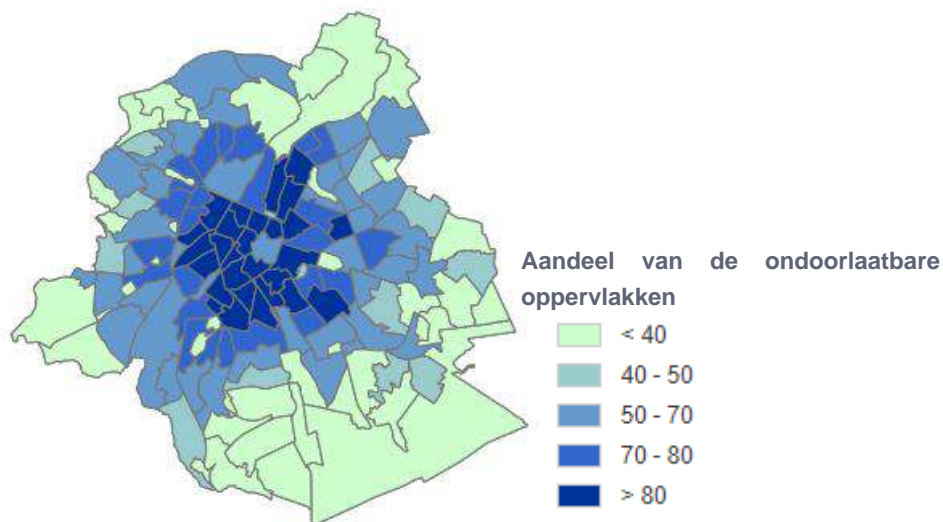 Aandeel van de ondoorlaatbare
oppervlakken
< 40
40 - 50
50 - 70
70 - 80
> 80